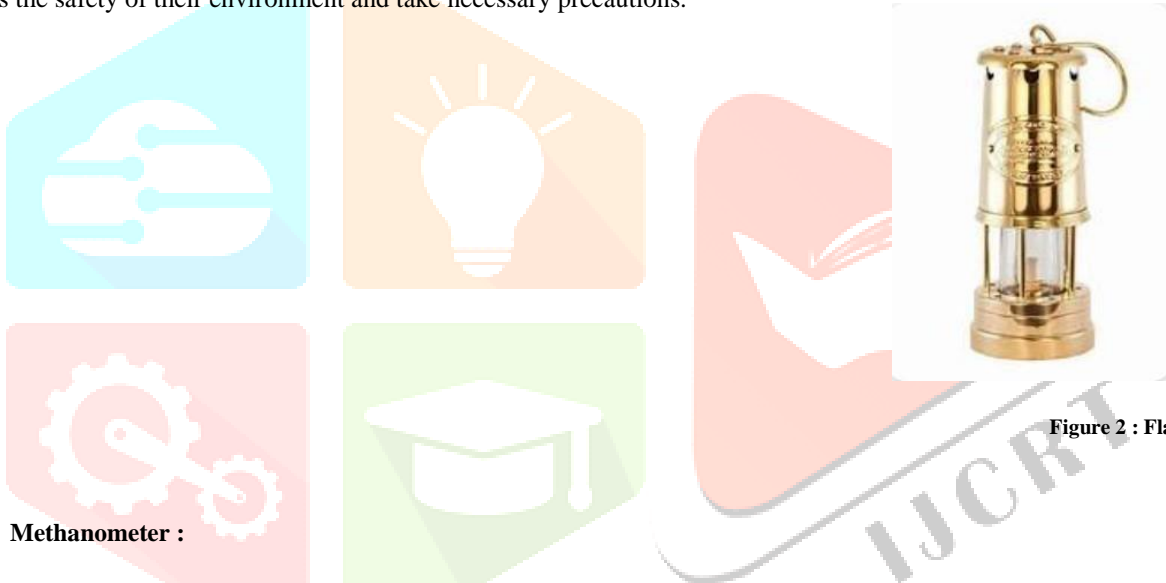 s the safety of their environment and take necessary precautions.
Figure 2 : Fla
IJCRT
Methanometer :